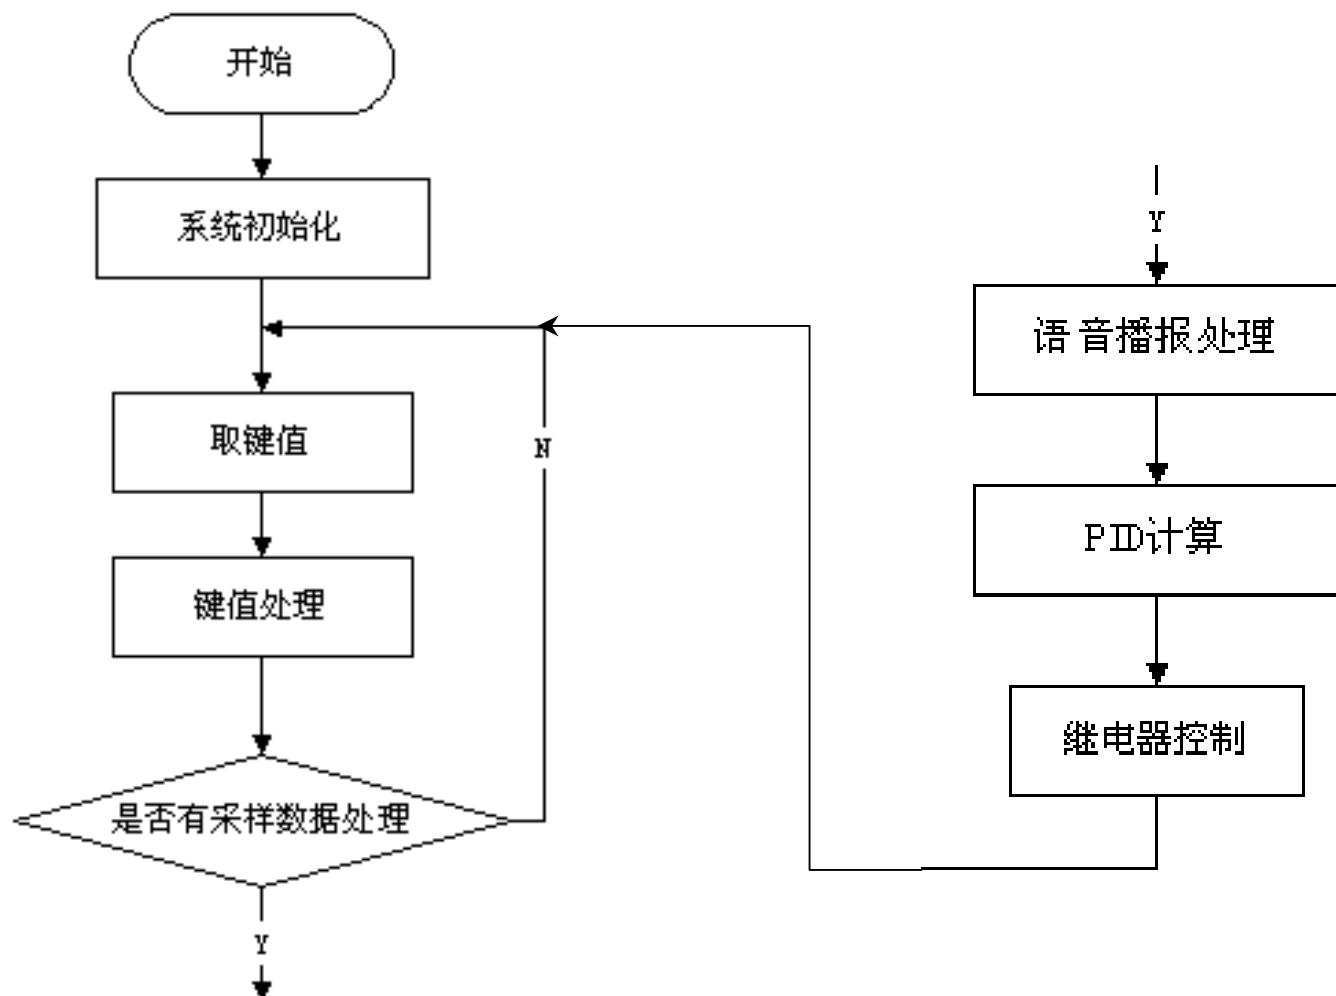 开始
系统初始化
取键值
N
键值处理
是否有采样数据处理
Y
Y
语音播报处理
PID计算
继电器控制